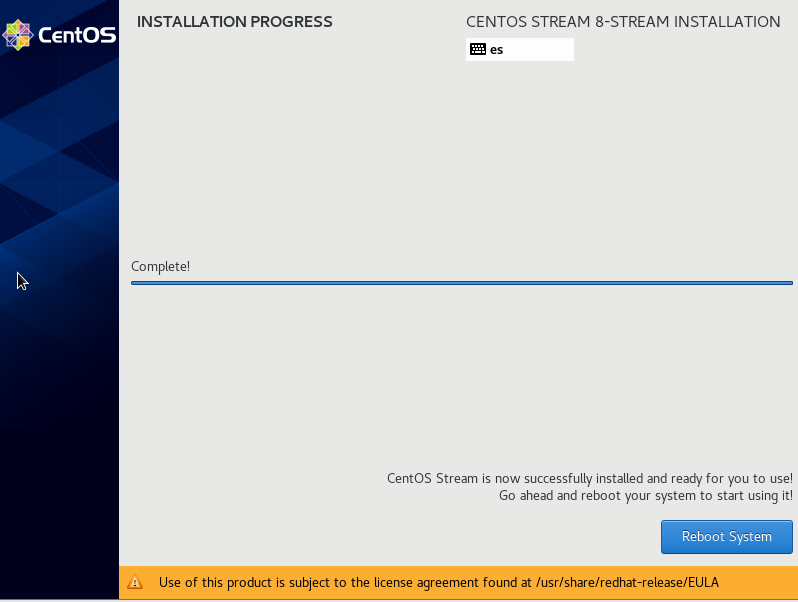 CentOS
INSTALLATION PROGRESS
CENTOS STREAM 8-STREAM INSTALLATION
es
Complete!
CentOS Stream is now successfully installed and ready for you to use!
Go ahead and reboot your system to start using it!
Reboot System
Use of this product is subject to the license agreement found at /usr/share/redhat-release/EULA